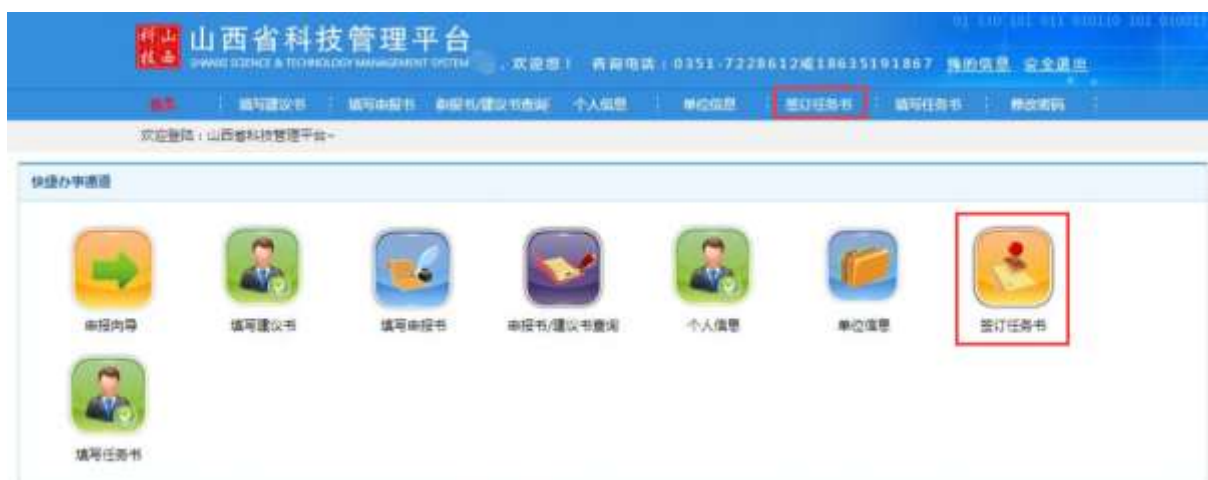 科山
技西
山西省科技管理平台
SHANXI SCIENCE & TECHNOLOGY MANAGEMENT SYSTEM
, 欢迎您! 咨询电话:0351-7228612或18635191867 我的信息 安全退出
首页 填写建议书 填写申报书 申报书/建议书查询 个人信息 单位信息 签订任务书 填写任务书 修改密码
欢迎登陆:山西省科技管理平台~
快捷办事通道
申报向导 填写建议书 填写申报书 申报书/建议书查询 个人信息 单位信息 签订任务书
填写任务书